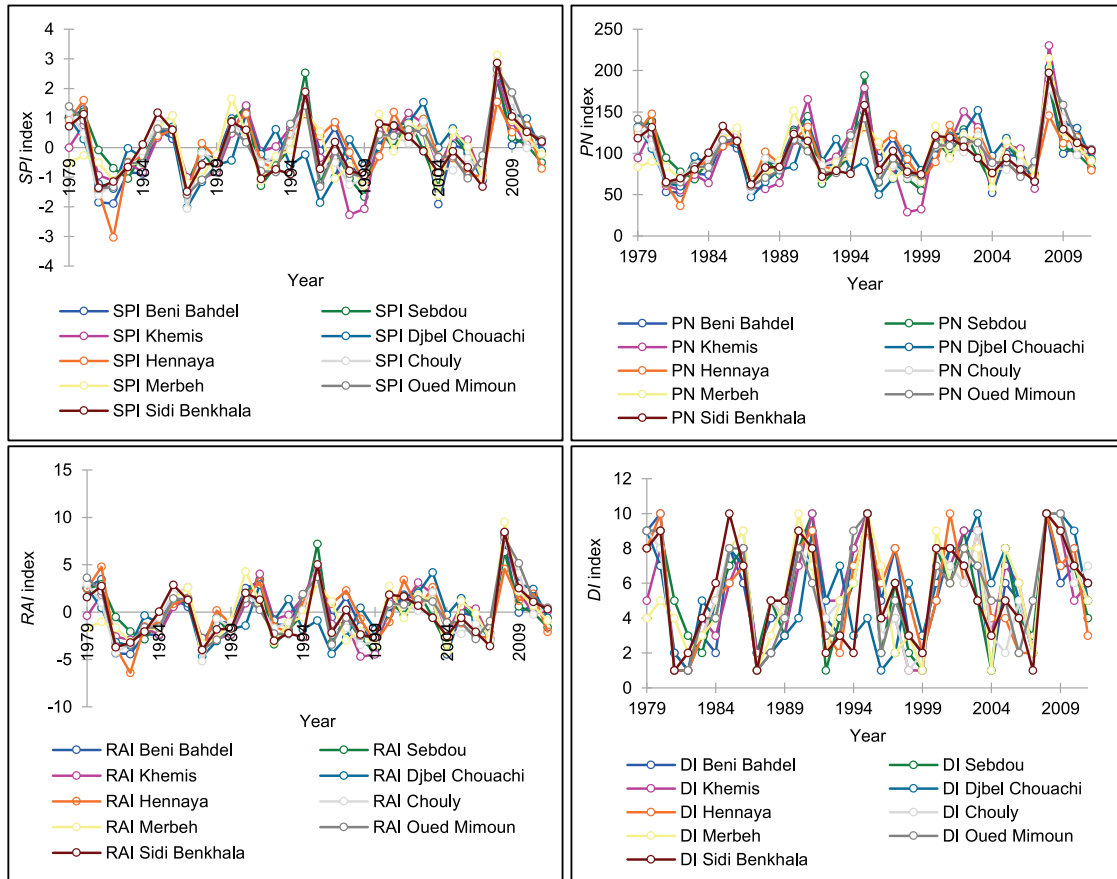 SPI index
4
3
2
1
0
-1
-2
-3
-4
1979 1984 1989 1994 1999 2004 2009
Year
SPI Beni Bahdel SPI Sebdou
SPI Khemis SPI Djbel Chouachi
SPI Hennaya SPI Chouly
SPI Merbeh SPI Oued Mimoun
SPI Sidi Benkhala
PN index
250
200
150
100
50
0
1979 1984 1989 1994 1999 2004 2009
Year
PN Beni Bahdel PN Sebdou
PN Khemis PN Djbel Chouachi
PN Hennaya PN Chouly
PN Merbeh PN Oued Mimoun
PN Sidi Benkhala
RAI index
15
10
5
0
-5
-10
1979 1984 1989 1994 1999 2004 2009
Year
RAI Beni Bahdel RAI Sebdou
RAI Khemis RAI Djbel Chouachi
RAI Hennaya RAI Chouly
RAI Merbeh RAI Oued Mimoun
RAI Sidi Benkhala
DI index
12
10
8
6
4
2
0
1979 1984 1989 1994 1999 2004 2009
Year
DI Beni Bahdel DI Sebdou
DI Khemis DI Djbel Chouachi
DI Hennaya DI Chouly
DI Merbeh DI Oued Mimoun
DI Sidi Benkhala